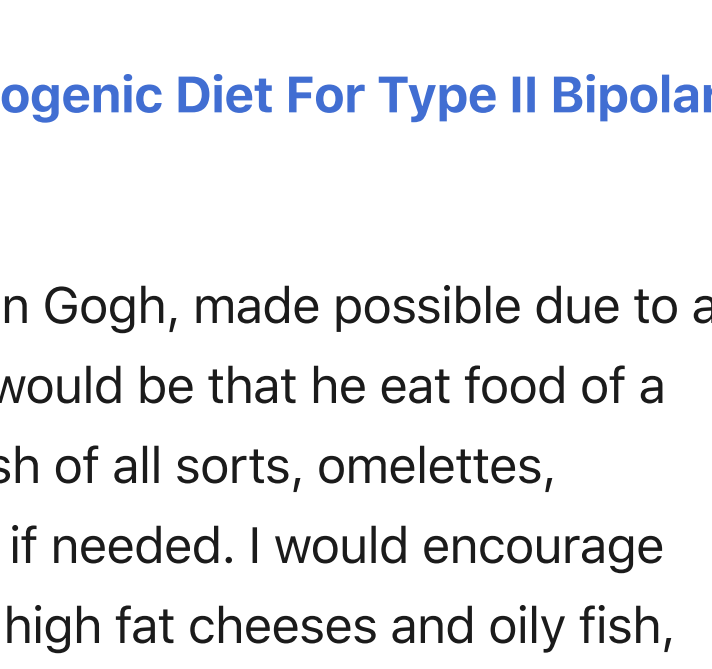 ogenic Diet For Type II Bipolar
n Gogh, made possible due to a
would be that he eat food of a
sh of all sorts, omelettes,
if needed. I would encourage
high fat cheeses and oily fish,